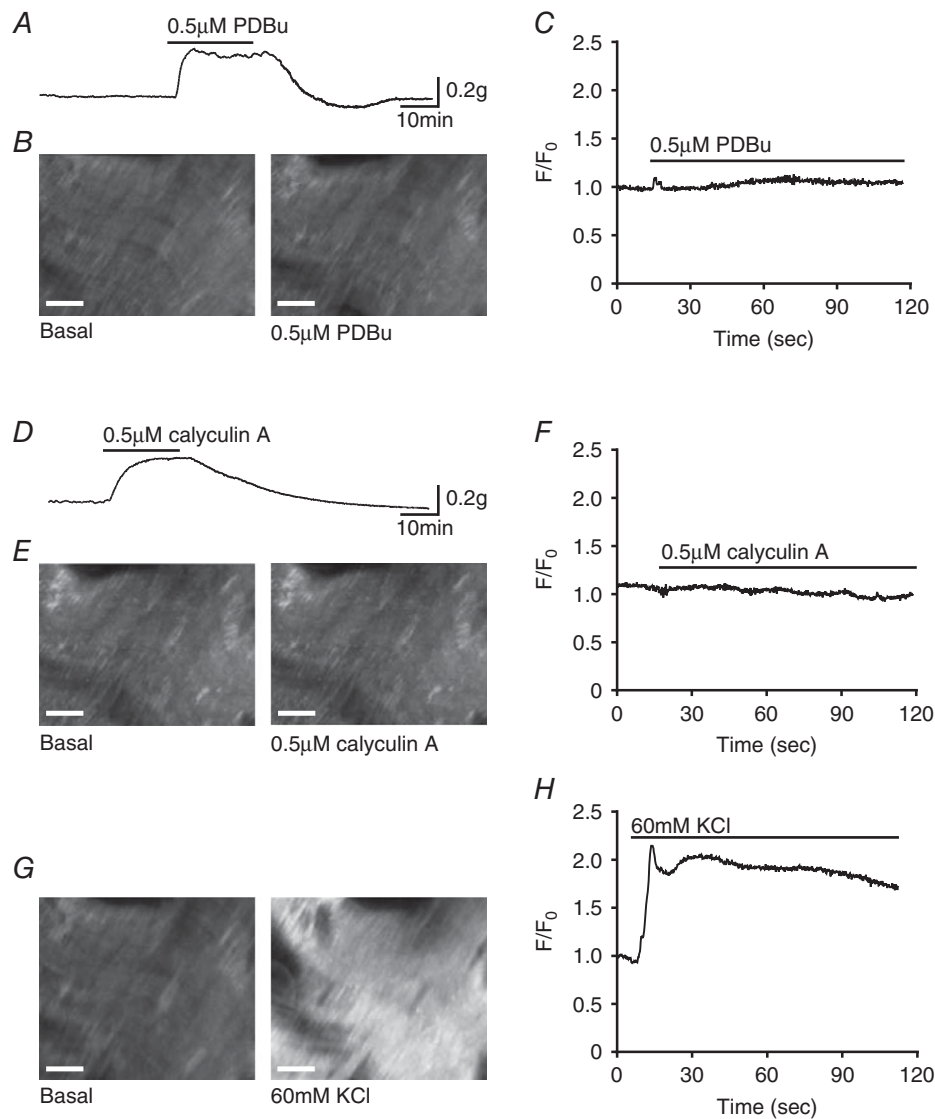 A
0.5μM PDBu
0.2g
10min
B
Basal
0.5μM PDBu
C
2.5
2.0
1.5
1.0
0.5
0
F/F0
0.5μM PDBu
0 30 60 90 120
Time (sec)
D
0.5μM calyculin A
0.2g
10min
E
Basal
0.5μM calyculin A
F
2.5
2.0
1.5
1.0
0.5
0
F/F0
0.5μM calyculin A
0 30 60 90 120
Time (sec)
G
Basal
60mM KCl
H
2.5
2.0
1.5
1.0
0.5
0
F/F0
60mM KCl
0 30 60 90 120
Time (sec)